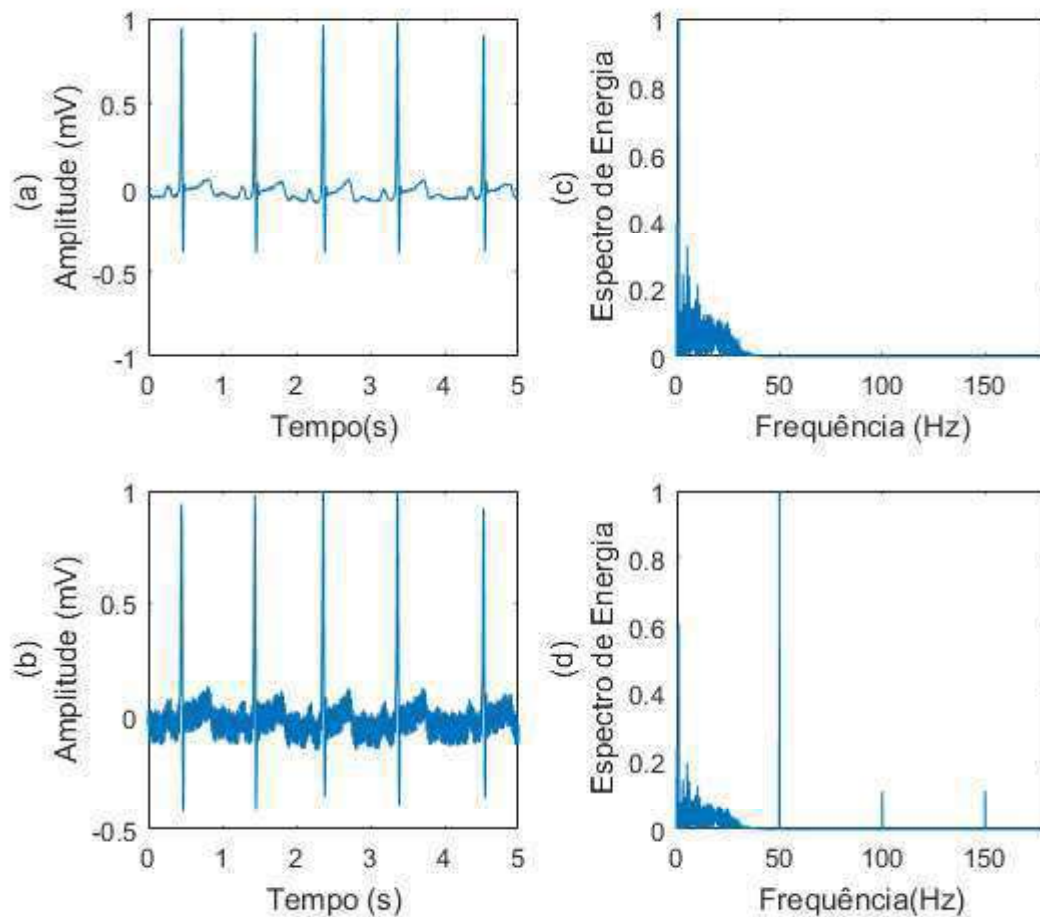 (a)
Amplitude (mV)
1
0.5
0
-0.5
-1
0 1 2 3 4 5
Tempo(s)
(c)
Espectro de Energia
1
0.8
0.6
0.4
0.2
0
0 50 100 150
Frequência (Hz)
(b)
Amplitude (mV)
1
0.5
0
-0.5
0 1 2 3 4 5
Tempo (s)
(d)
Espectro de Energia
1
0.8
0.6
0.4
0.2
0
0 50 100 150
Frequência(Hz)